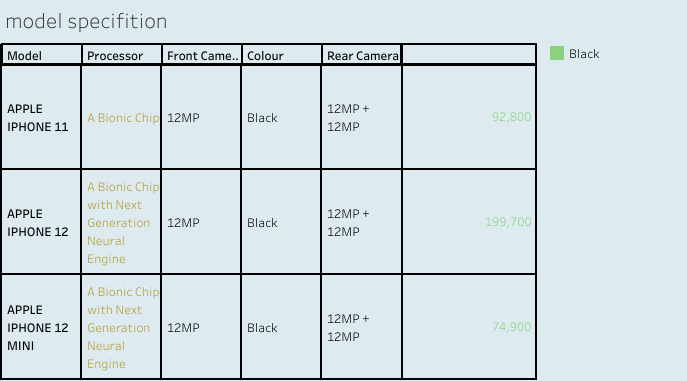 model specifition
Model Processor Front Came.. Colour Rear Camera
Black
APPLE
IPHONE 11
A Bionic Chip
12MP
Black
12MP +
12MP
92,800
APPLE
IPHONE 12
A Bionic Chip
with Next
Generation
Neural
Engine
12MP
Black
12MP +
12MP
199,700
APPLE
IPHONE 12
MINI
A Bionic Chip
with Next
Generation
Neural
Engine
12MP
Black
12MP +
12MP
74,900